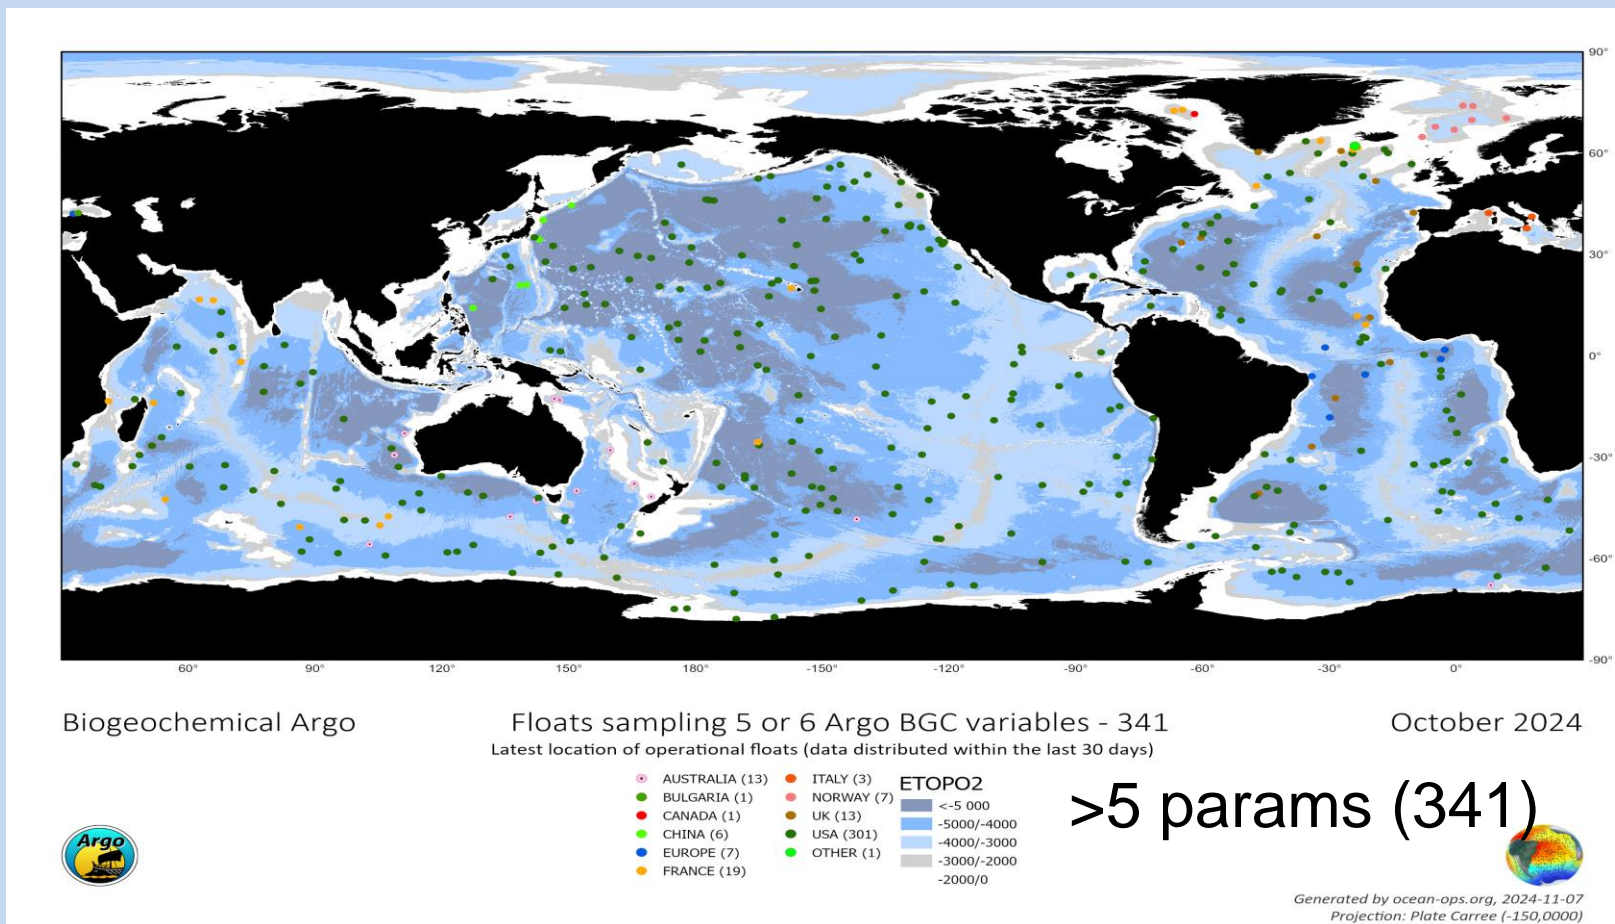 90°
60°
30°
0°
-30°
-60°
-90°
60° 90° 120° 150° 180° -150° -120° -90° -60° -30° 0°
Biogeochemical Argo
Floats sampling 5 or 6 Argo BGC variables - 341
October 2024
Latest location of operational floats (data distributed within the last 30 days)
AUSTRALIA (13)
BULGARIA (1)
CANADA (1)
CHINA (6)
EUROPE (7)
FRANCE (19)
ITALY (3)
NORWAY (7)
UK (13)
USA (301)
OTHER (1)
ETOPO2
<-5 000
-5000/-4000
-4000/-3000
-3000/-2000
-2000/0
>5 params (341)
Argo
Generated by ocean-ops.org, 2024-11-07
Projection: Plate Carree (-150,0000)